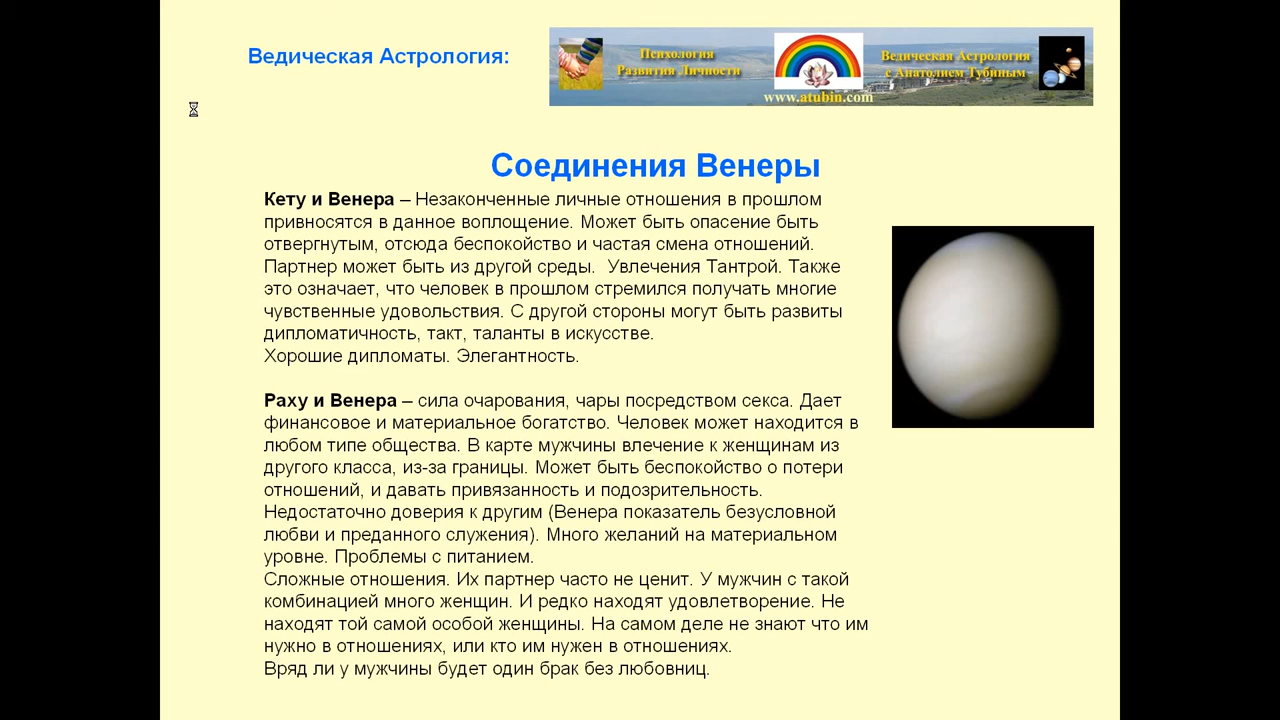 Ведическая Астрология:
Психология
Развития Личности
Ведическая Астрология
с Анатолием Тубиным
www.atubin.com
Соединения Венеры
Кету и Венера – Незаконченные личные отношения в прошлом
привносятся в данное воплощение. Может быть опасение быть
отвергнутым, отсюда беспокойство и частая смена отношений.
Партнер может быть из другой среды.  Увлечения Тантрой. Также
это означает, что человек в прошлом стремился получать многие
чувственные удовольствия. С другой стороны могут быть развиты
дипломатичность, такт, таланты в искусстве.
Хорошие дипломаты. Элегантность.
Раху и Венера – сила очарования, чары посредством секса. Дает
финансовое и материальное богатство. Человек может находится в
любом типе общества. В карте мужчины влечение к женщинам из
другого класса, из-за границы. Может быть беспокойство о потери
отношений, и давать привязанность и подозрительность.
Недостаточно доверия к другим (Венера показатель безусловной
любви и преданного служения). Много желаний на материальном
уровне. Проблемы с питанием.
Сложные отношения. Их партнер часто не ценит. У мужчин с такой
комбинацией много женщин. И редко находят удовлетворение. Не
находят той самой особой женщины. На самом деле не знают что им
нужно в отношениях, или кто им нужен в отношениях.
Вряд ли у мужчины будет один брак без любовниц.